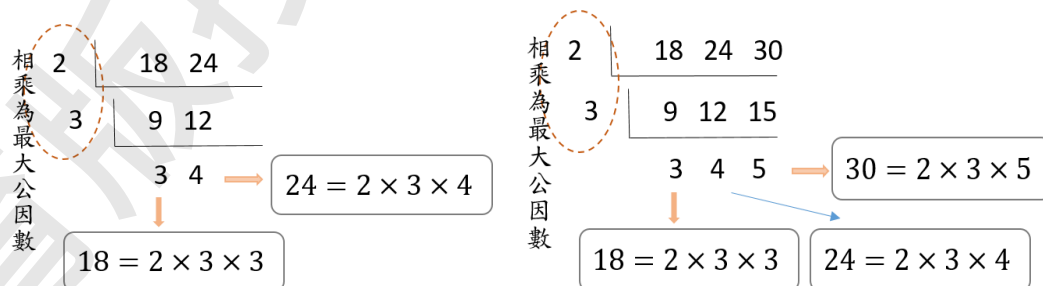 相乘為最大公因數
2 18 24
3 9 12
3 4
24 = 2 × 3 × 4
18 = 2 × 3 × 3
相乘為最大公因數
2 18 24 30
3 9 12 15
3 4 5
30 = 2 × 3 × 5
18 = 2 × 3 × 3
24 = 2 × 3 × 4